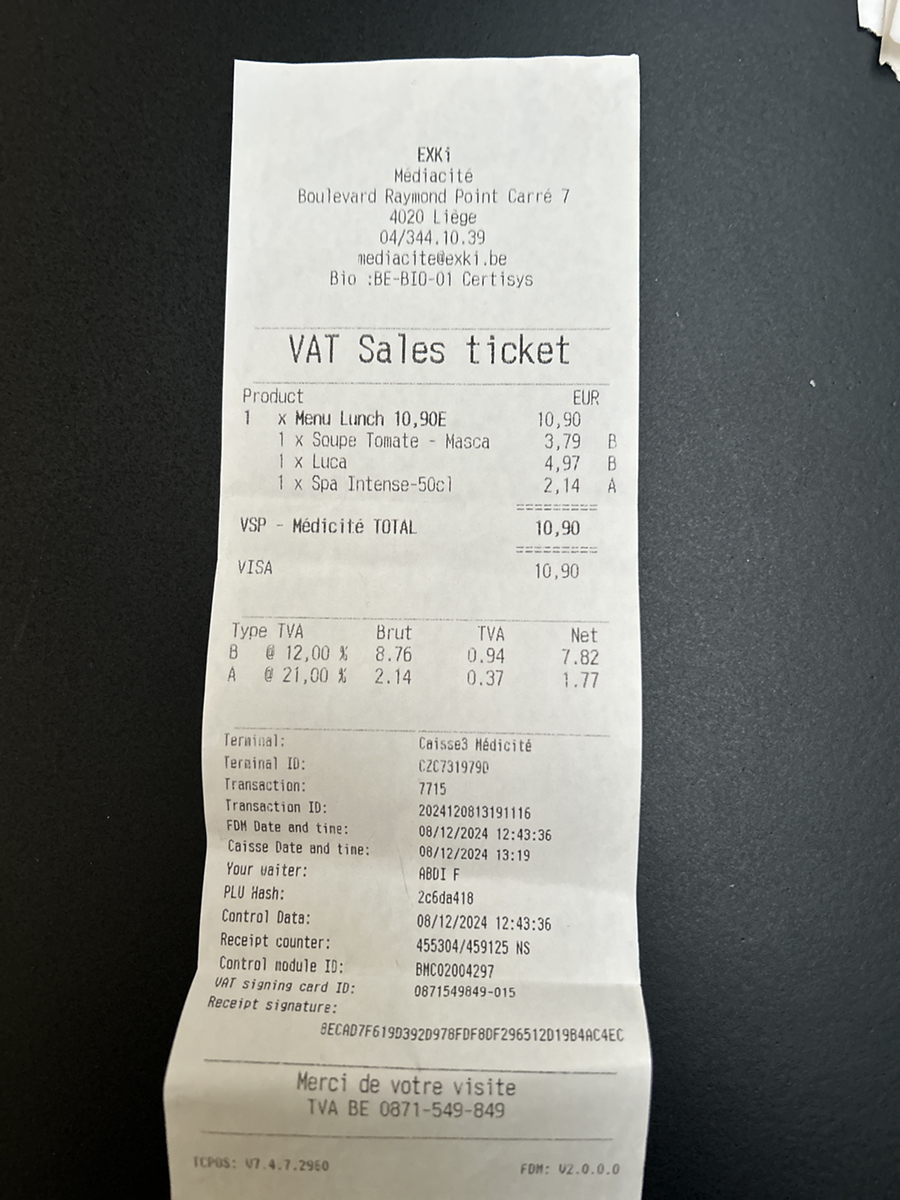 EXKi
Médiacité
Boulevard Raymond Point Carré 7
4020 Liège
04/344.10.39
mediacite@exki.be
Bio :BE-BIO-01 Certisys
VAT Sales ticket
Product EUR
1 x Menu Lunch 10,90E 10,90
1 x Soupe Tomate - Masca 3,79 B
1 x Luca 4,97 B
1 x Spa Intense-50cl 2,14 A
=========
VSP - Médicité TOTAL 10,90
=========
VISA 10,90
Type TVA Brut TVA Net
B @ 12,00 % 8.76 0.94 7.82
A @ 21,00 % 2.14 0.37 1.77
Terminal: Caisse3 Médicité
Terminal ID: CZC7319790
Transaction: 7715
Transaction ID: 2024120813191116
FDM Date and time: 08/12/2024 12:43:36
Caisse Date and time: 08/12/2024 13:19
Your waiter: ABDI F
PLU Hash: 2c6da418
Control Data: 08/12/2024 12:43:36
Receipt counter: 455304/459125 NS
Control module ID: BMC02004297
VAT signing card ID: 0871549849-015
Receipt signature:
8ECAD7F619D392D978FDF8DF296512D19B4AC4EC
Merci de votre visite
TVA BE 0871-549-849
TCPOS: V7.4.7.2960 FDM: V2.0.0.0